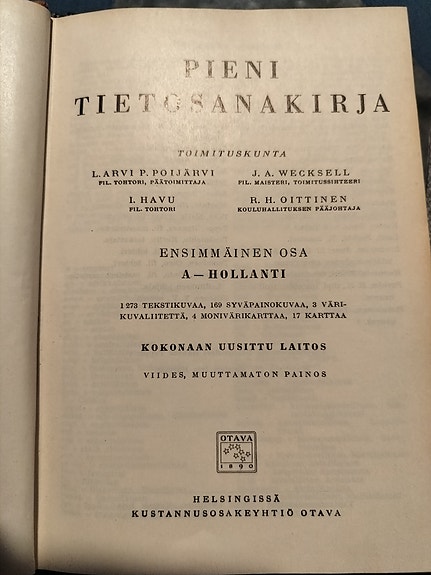 PIENI
TIETOSANAKIRJA
TOIMITUSKUNTA
L. ARVI P. POIJÄRVI
FIL. TOHTORI, PÄÄTOIMITTAJA
J. A. WECKSELL
FIL. MAISTERI, TOIMITUSSIHTEERI
I. HAVU
FIL. TOHTORI
R. H. OITTINEN
KOULUHALLITUKSEN PÄÄJOHTAJA
ENSIMMÄINEN OSA
A — HOLLANTI
1 273 TEKSTIKUVAA, 169 SYVÄPAINOKUVAA, 3 VÄRI-
KUVALIITETTÄ, 4 MONIVÄRIKARTTAA, 17 KARTTAA
KOKONAAN UUSITTU LAITOS
VIIDES, MUUTTAMATON PAINOS
OTAVA
1890
HELSINGISSÄ
KUSTANNUSOSAKEYHTIÖ OTAVA